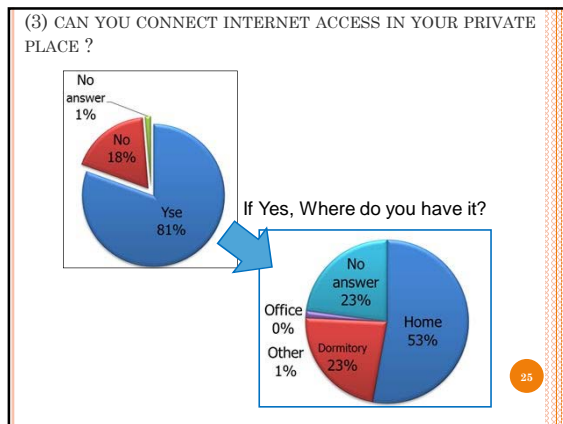 (3) CAN YOU CONNECT INTERNET ACCESS IN YOUR PRIVATE
PLACE ?
No
answer
1%
No
18%
Yse
81%
If Yes, Where do you have it?
No
answer
23%
Office
0%
Home
53%
Other
1%
Dormitory
23%
25